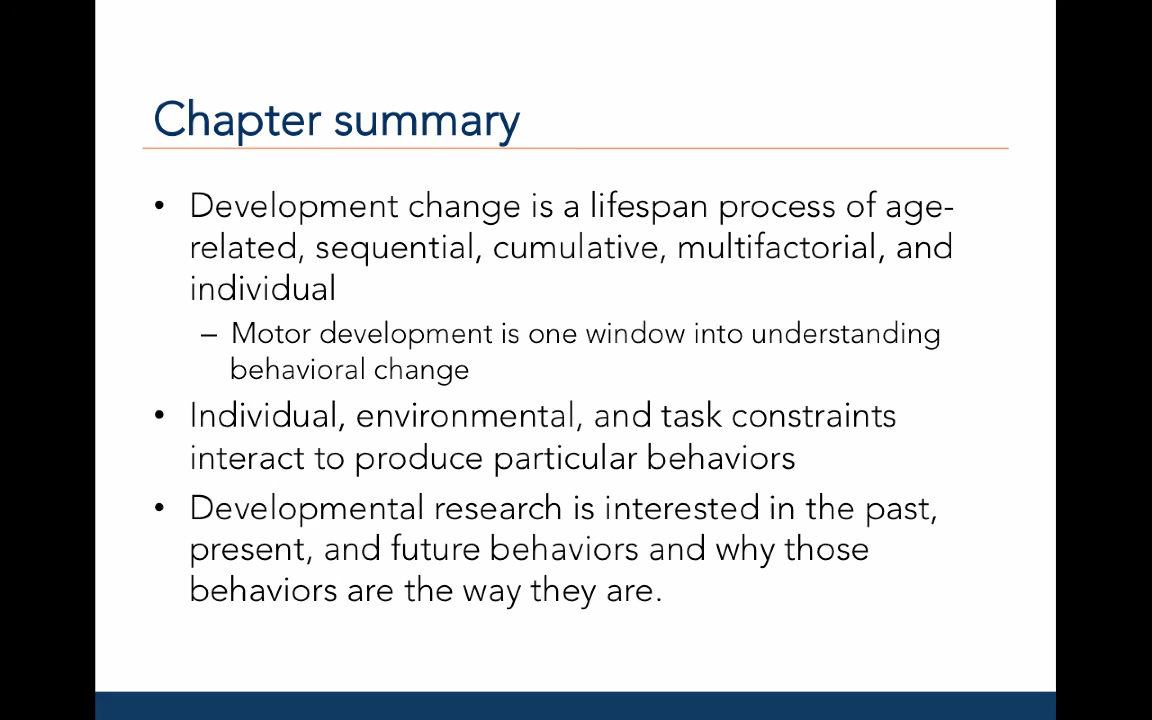 Chapter summary
• Development change is a lifespan process of age-
related, sequential, cumulative, multifactorial, and
individual
– Motor development is one window into understanding
behavioral change
• Individual, environmental, and task constraints
interact to produce particular behaviors
• Developmental research is interested in the past,
present, and future behaviors and why those
behaviors are the way they are.